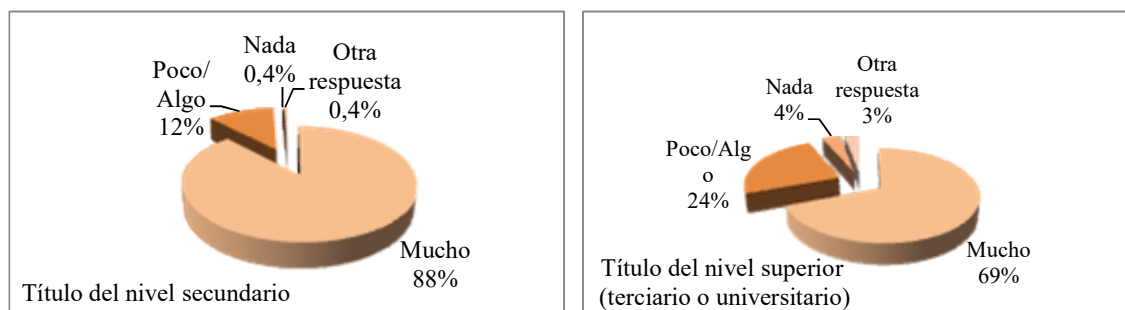 Nada
0,4%
Otra
respuesta
0,4%
Poco/
Algo
12%
Mucho
88%
Título del nivel secundario
Otra
respuesta
3%
Nada
4%
Poco/Alg
o
24%
Mucho
69%
Título del nivel superior
(terciario o universitario)